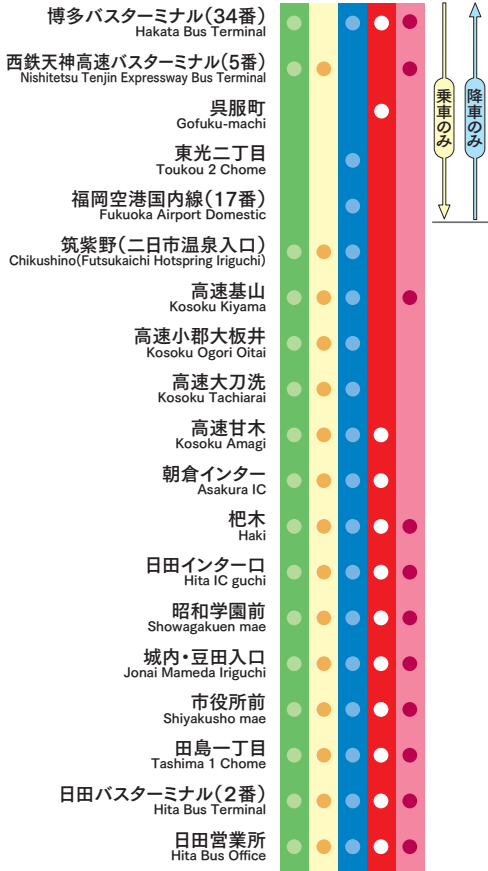 博多バスターミナル(34番)
Hakata Bus Terminal
西鉄天神高速バスターミナル(5番)
Nishitetsu Tenjin Expressway Bus Terminal
呉服町
Gofuku-machi
東光二丁目
Toukou 2 Chome
福岡空港国内線(17番)
Fukuoka Airport Domestic
筑紫野(二日市温泉入口)
Chikushino(Futsukaichi Hotspring Iriguchi)
高速基山
Kosoku Kiyama
高速小郡大板井
Kosoku Ogori Oitai
高速大刀洗
Kosoku Tachiarai
高速甘木
Kosoku Amagi
朝倉インター
Asakura IC
杷木
Haki
日田インター口
Hita IC guchi
昭和学園前
Showagakuen mae
城内・豆田入口
Jonai Mameda Iriguchi
市役所前
Shiyakusho mae
田島一丁目
Tashima 1 Chome
日田バスターミナル(2番)
Hita Bus Terminal
日田営業所
Hita Bus Office
乗車のみ
降車のみ